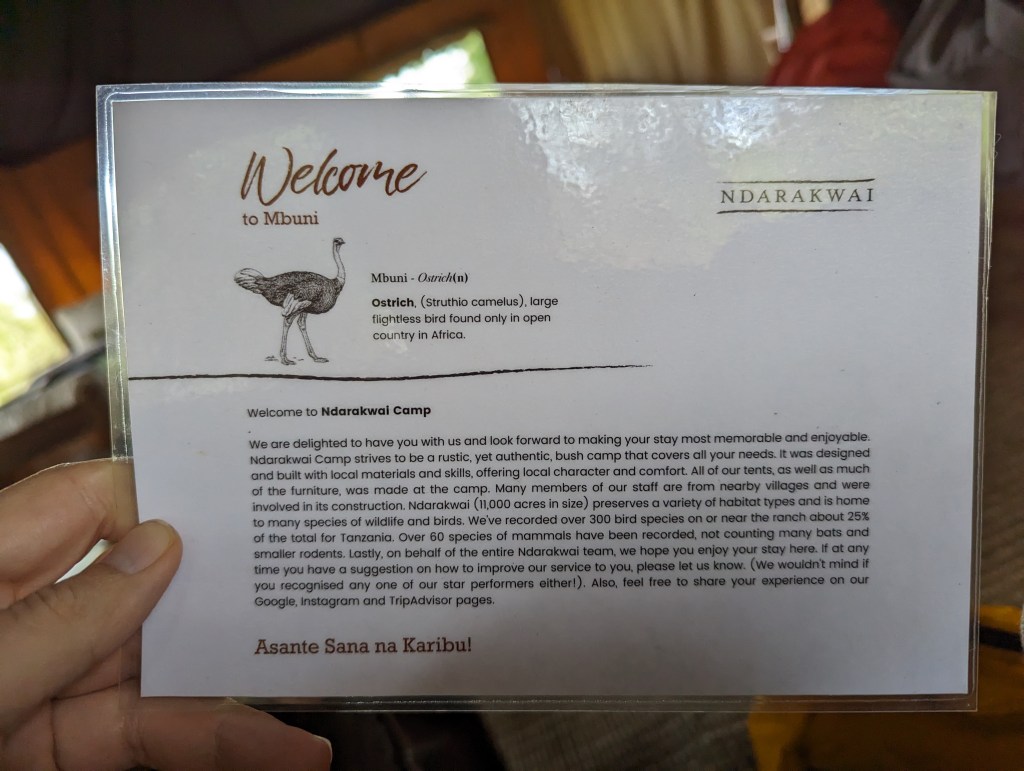 Welcome
to Mbuni
NDARAKWAI
Mbuni - Ostrich(n)
Ostrich, (Struthio camelus), large
flightless bird found only in open
country in Africa.
Welcome to Ndarakwai Camp
We are delighted to have you with us and look forward to making your stay most memorable and enjoyable.
Ndarakwai Camp strives to be a rustic, yet authentic, bush camp that covers all your needs. It was designed
and built with local materials and skills, offering local character and comfort. All of our tents, as well as much
of the furniture, was made at the camp. Many members of our staff are from nearby villages and were
involved in its construction. Ndarakwai (11,000 acres in size) preserves a variety of habitat types and is home
to many species of wildlife and birds. We've recorded over 300 bird species on or near the ranch about 25%
of the total for Tanzania. Over 60 species of mammals have been recorded, not counting many bats and
smaller rodents. Lastly, on behalf of the entire Ndarakwai team, we hope you enjoy your stay here. If at any
time you have a suggestion on how to improve our service to you, please let us know. (We wouldn't mind if
you recognised any one of our star performers either!). Also, feel free to share your experience on our
Google, Instagram and TripAdvisor pages.
Asante Sana na Karibu!